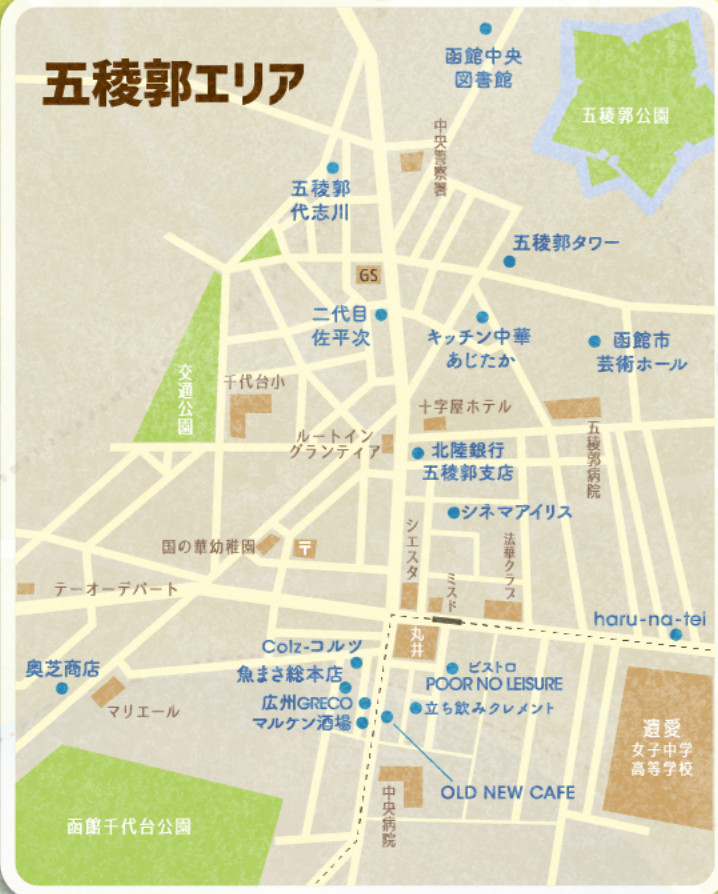 五稜郭エリア
函館中央
図書館
五稜郭公園
中央警察署
五稜郭
代志川
五稜郭タワー
GS
二代目
佐平次
キッチン中華
あじたか
函館市
芸術ホール
交通公園
千代台小
十字屋ホテル
ルートイン
グランティア
北陸銀行
五稜郭支店
五稜郭病院
シネマアイリス
シエスタ
法華クラブ
国の華幼稚園
〒
ミスド
テーオーデパート
haru-na-tei
丸井
Colz-コルツ
奥芝商店
魚まさ総本店
ビストロ
POOR NO LEISURE
広州GRECO
立ち飲みクレメント
マリエール
マルケン酒場
遺愛
女子中学
高等学校
OLD NEW CAFE
中央病院
函館千代台公園